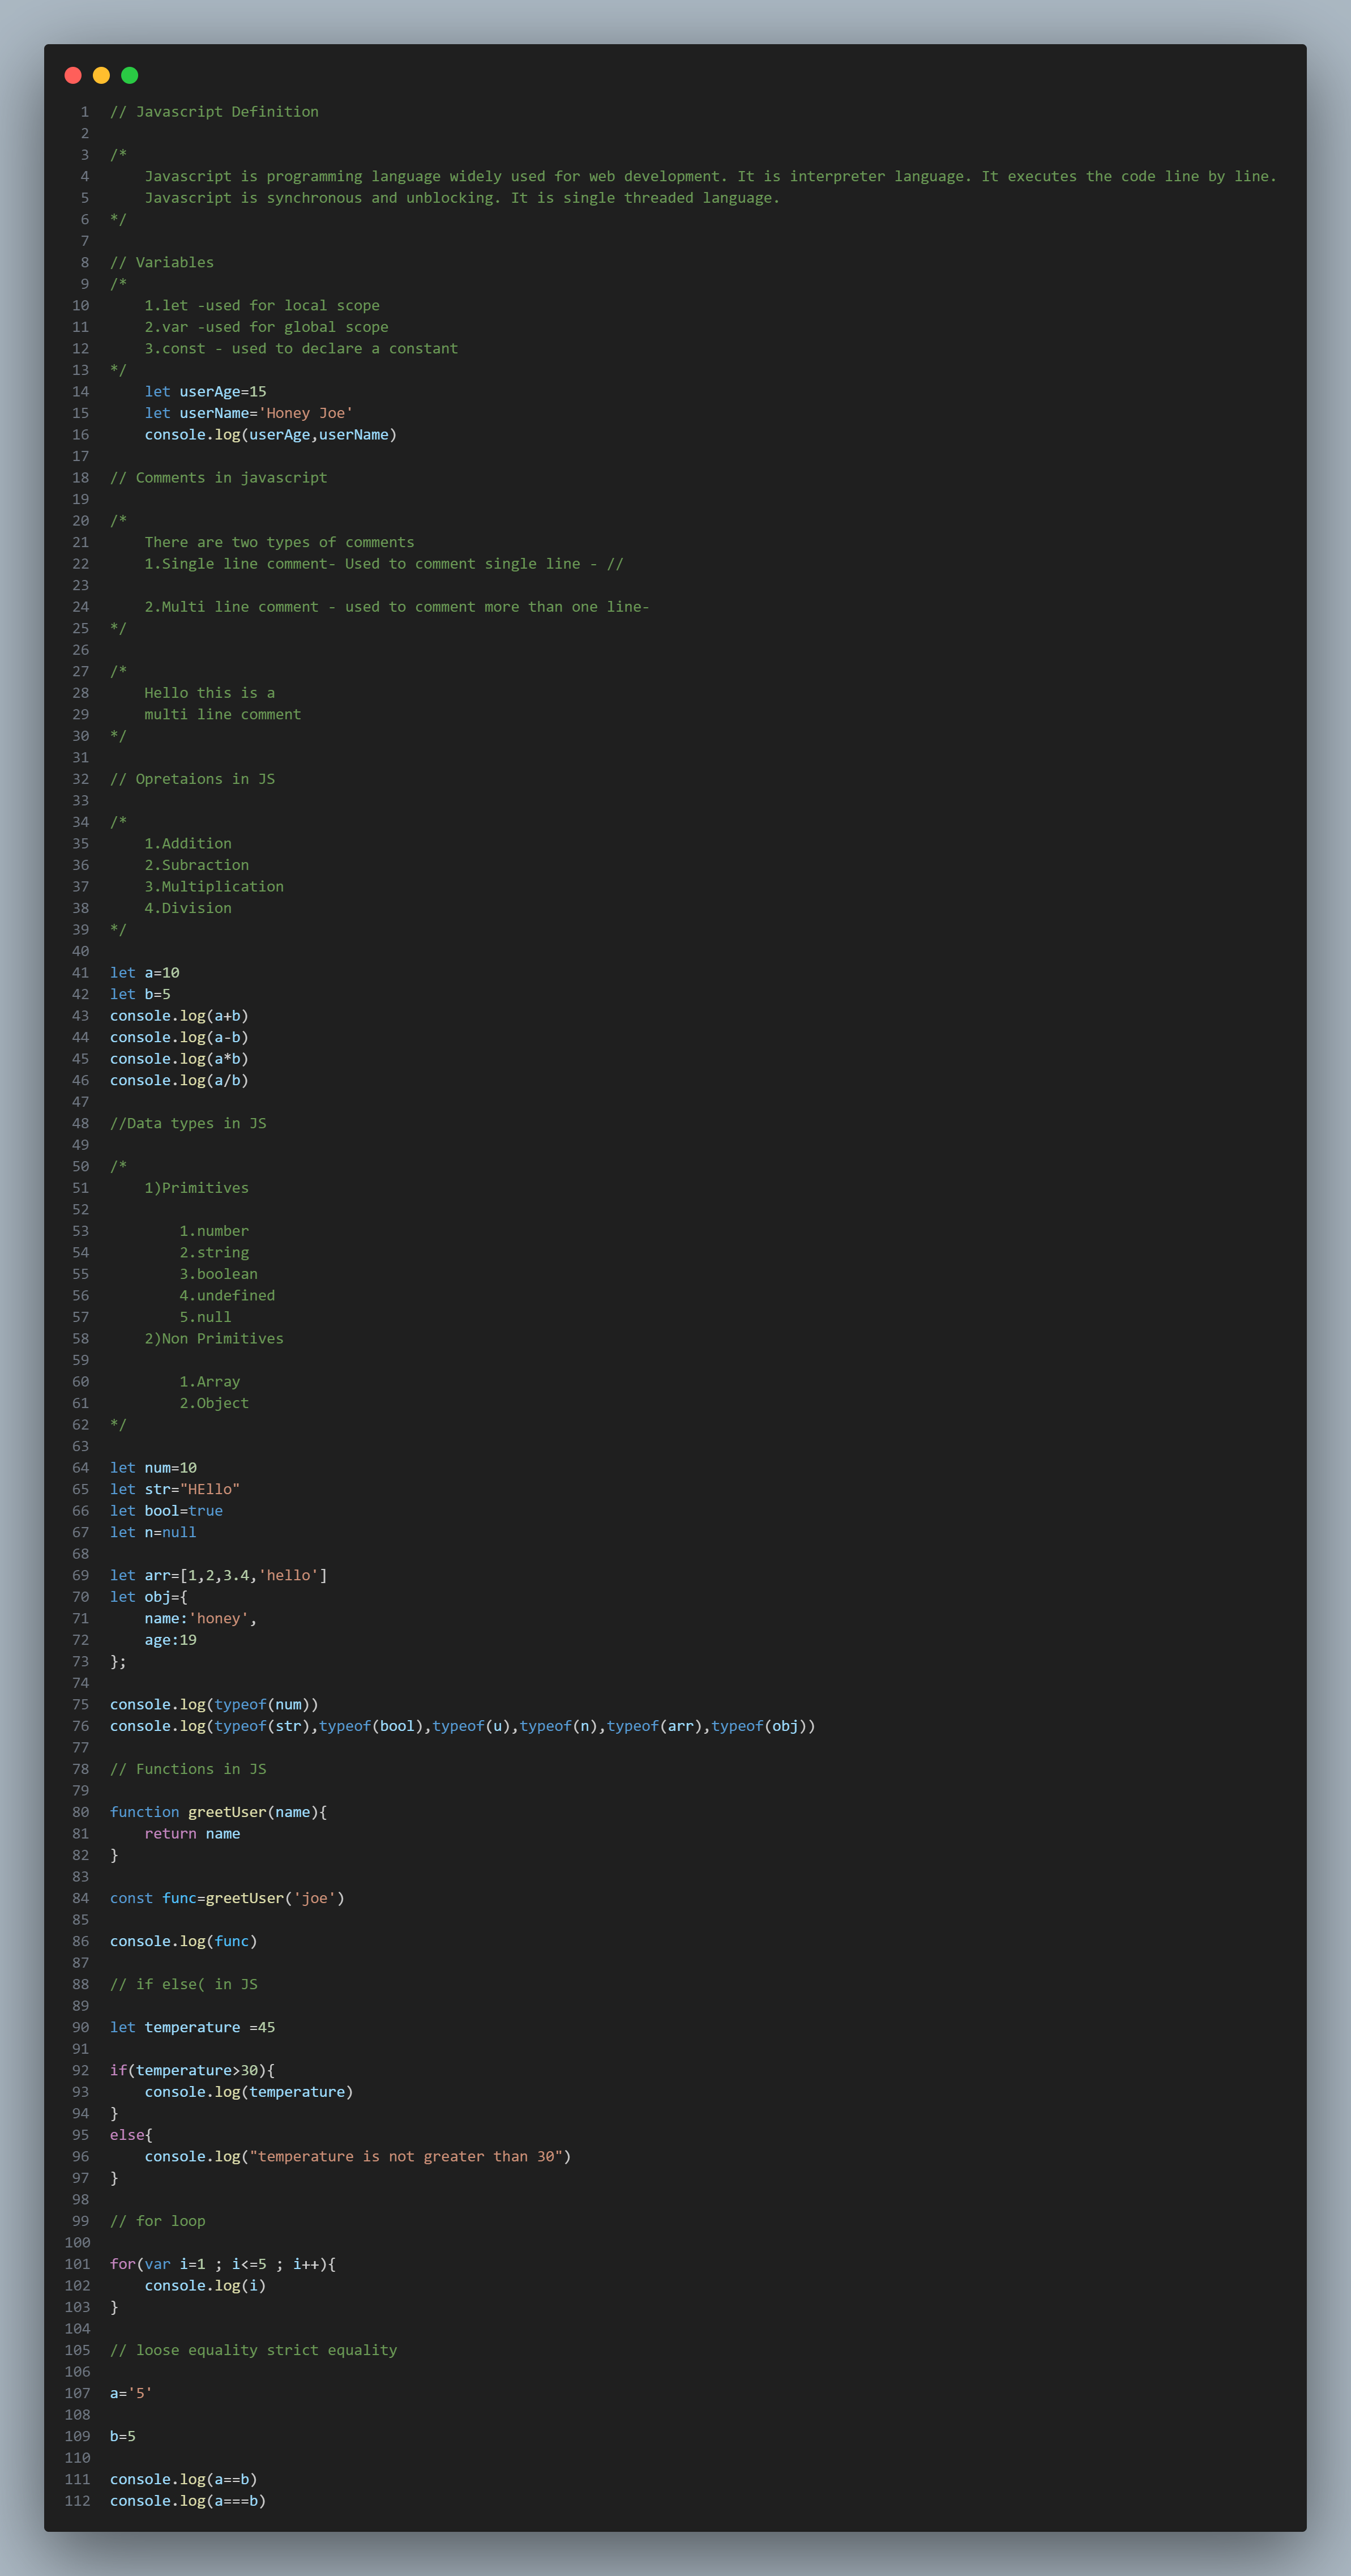 1 // Javascript Definition
2
3 /*
4     Javascript is programming language widely used for web development. It is interpreter language. It executes the code line by line.
5     Javascript is synchronous and unblocking. It is single threaded language.
6 */
7
8 // Variables
9 /*
10     1.let -used for local scope
11     2.var -used for global scope
12     3.const - used to declare a constant
13 */
14     let userAge=15
15     let userName='Honey Joe'
16     console.log(userAge,userName)
17
18 // Comments in javascript
19
20 /*
21     There are two types of comments
22     1.Single line comment- Used to comment single line - //
23
24     2.Multi line comment - used to comment more than one line-
25 */
26
27 /*
28     Hello this is a
29     multi line comment
30 */
31
32 // Opretaions in JS
33
34 /*
35     1.Addition
36     2.Subraction
37     3.Multiplication
38     4.Division
39 */
40
41 let a=10
42 let b=5
43 console.log(a+b)
44 console.log(a-b)
45 console.log(a*b)
46 console.log(a/b)
47
48 //Data types in JS
49
50 /*
51     1)Primitives
52
53         1.number
54         2.string
55         3.boolean
56         4.undefined
57         5.null
58     2)Non Primitives
59
60         1.Array
61         2.Object
62 */
63
64 let num=10
65 let str="HEllo"
66 let bool=true
67 let n=null
68
69 let arr=[1,2,3.4,'hello']
70 let obj={
71     name:'honey',
72     age:19
73 };
74
75 console.log(typeof(num))
76 console.log(typeof(str),typeof(bool),typeof(u),typeof(n),typeof(arr),typeof(obj))
77
78 // Functions in JS
79
80 function greetUser(name){
81     return name
82 }
83
84 const func=greetUser('joe')
85
86 console.log(func)
87
88 // if else( in JS
89
90 let temperature =45
91
92 if(temperature>30){
93     console.log(temperature)
94 }
95 else{
96     console.log("temperature is not greater than 30")
97 }
98
99 // for loop
100
101 for(var i=1 ; i<=5 ; i++){
102     console.log(i)
103 }
104
105 // loose equality strict equality
106
107 a='5'
108
109 b=5
110
111 console.log(a==b)
112 console.log(a===b)